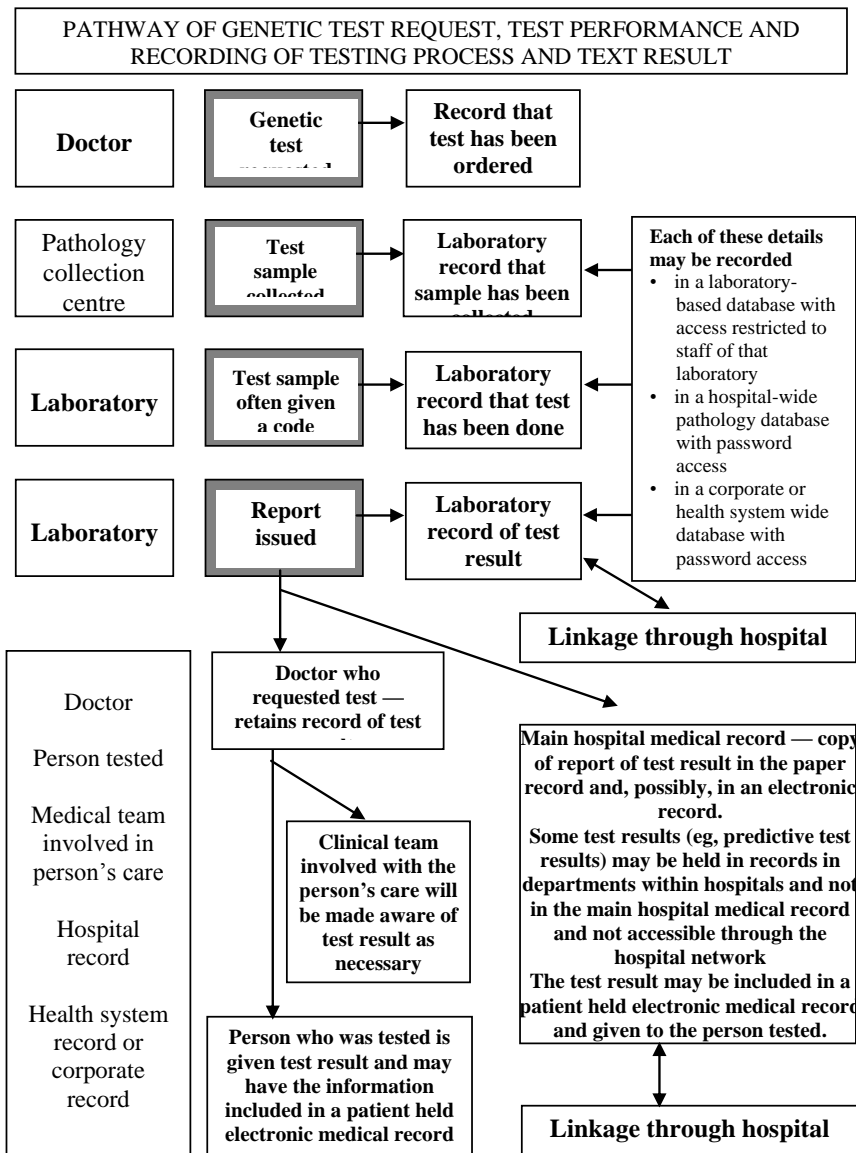 PATHWAY OF GENETIC TEST REQUEST, TEST PERFORMANCE AND
RECORDING OF TESTING PROCESS AND TEXT RESULT
Doctor
Genetic
test
requested
Record that
test has been
ordered
Pathology
collection
centre
Test
sample
collected
Laboratory
record that
sample has been
collected
Each of these details
may be recorded
• in a laboratory-
based database with
access restricted to
staff of that
laboratory
• in a hospital-wide
pathology database
with password
access
• in a corporate or
health system wide
database with
password access
Laboratory
Test sample
often given
a code
Laboratory
record that test
has been done
Laboratory
Report
issued
Laboratory
record of test
result
Linkage through hospital
Doctor
Person tested
Medical team
involved in
person's care
Hospital
record
Health system
record or
corporate
record
Doctor who
requested test —
retains record of test
Clinical team
involved with the
person's care will
be made aware of
test result as
necessary
Person who was tested is
given test result and may
have the information
included in a patient held
electronic medical record
Main hospital medical record — copy
of report of test result in the paper
record and, possibly, in an electronic
record.
Some test results (eg, predictive test
results) may be held in records in
departments within hospitals and not
in the main hospital medical record
and not accessible through the
hospital network
The test result may be included in a
patient held electronic medical record
and given to the person tested.
Linkage through hospital